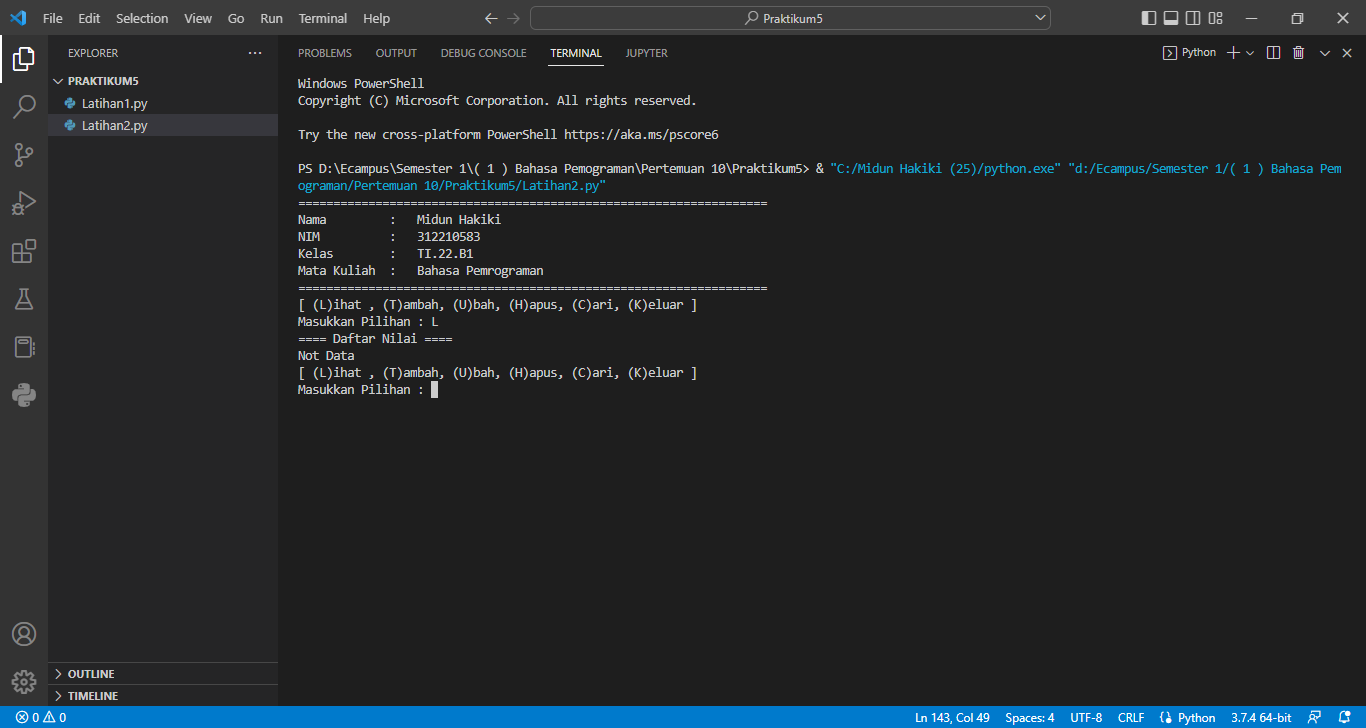 File Edit Selection View Go Run Terminal Help
Praktikum5
EXPLORER
PRAKTIKUM5
Latihan1.py
Latihan2.py
OUTLINE
TIMELINE
PROBLEMS OUTPUT DEBUG CONSOLE TERMINAL JUPYTER
Python
Windows PowerShell
Copyright (C) Microsoft Corporation. All rights reserved.
Try the new cross-platform PowerShell https://aka.ms/pscore6
PS D:\Ecampus\Semester 1\( 1 ) Bahasa Pemograman\Pertemuan 10\Praktikum5> & "C:/Midun Hakiki (25)/python.exe" "d:/Ecampus/Semester 1/( 1 ) Bahasa Pem
ograman/Pertemuan 10/Praktikum5/Latihan2.py"
===================================================================
Nama         :   Midun Hakiki
NIM          :   312210583
Kelas        :   TI.22.B1
Mata Kuliah  :   Bahasa Pemrograman
===================================================================
[ (L)ihat , (T)ambah, (U)bah, (H)apus, (C)ari, (K)eluar ]
Masukkan Pilihan : L
==== Daftar Nilai ====
Not Data
[ (L)ihat , (T)ambah, (U)bah, (H)apus, (C)ari, (K)eluar ]
Masukkan Pilihan :
0 0 Ln 143, Col 49 Spaces: 4 UTF-8 CRLF Python 3.7.4 64-bit